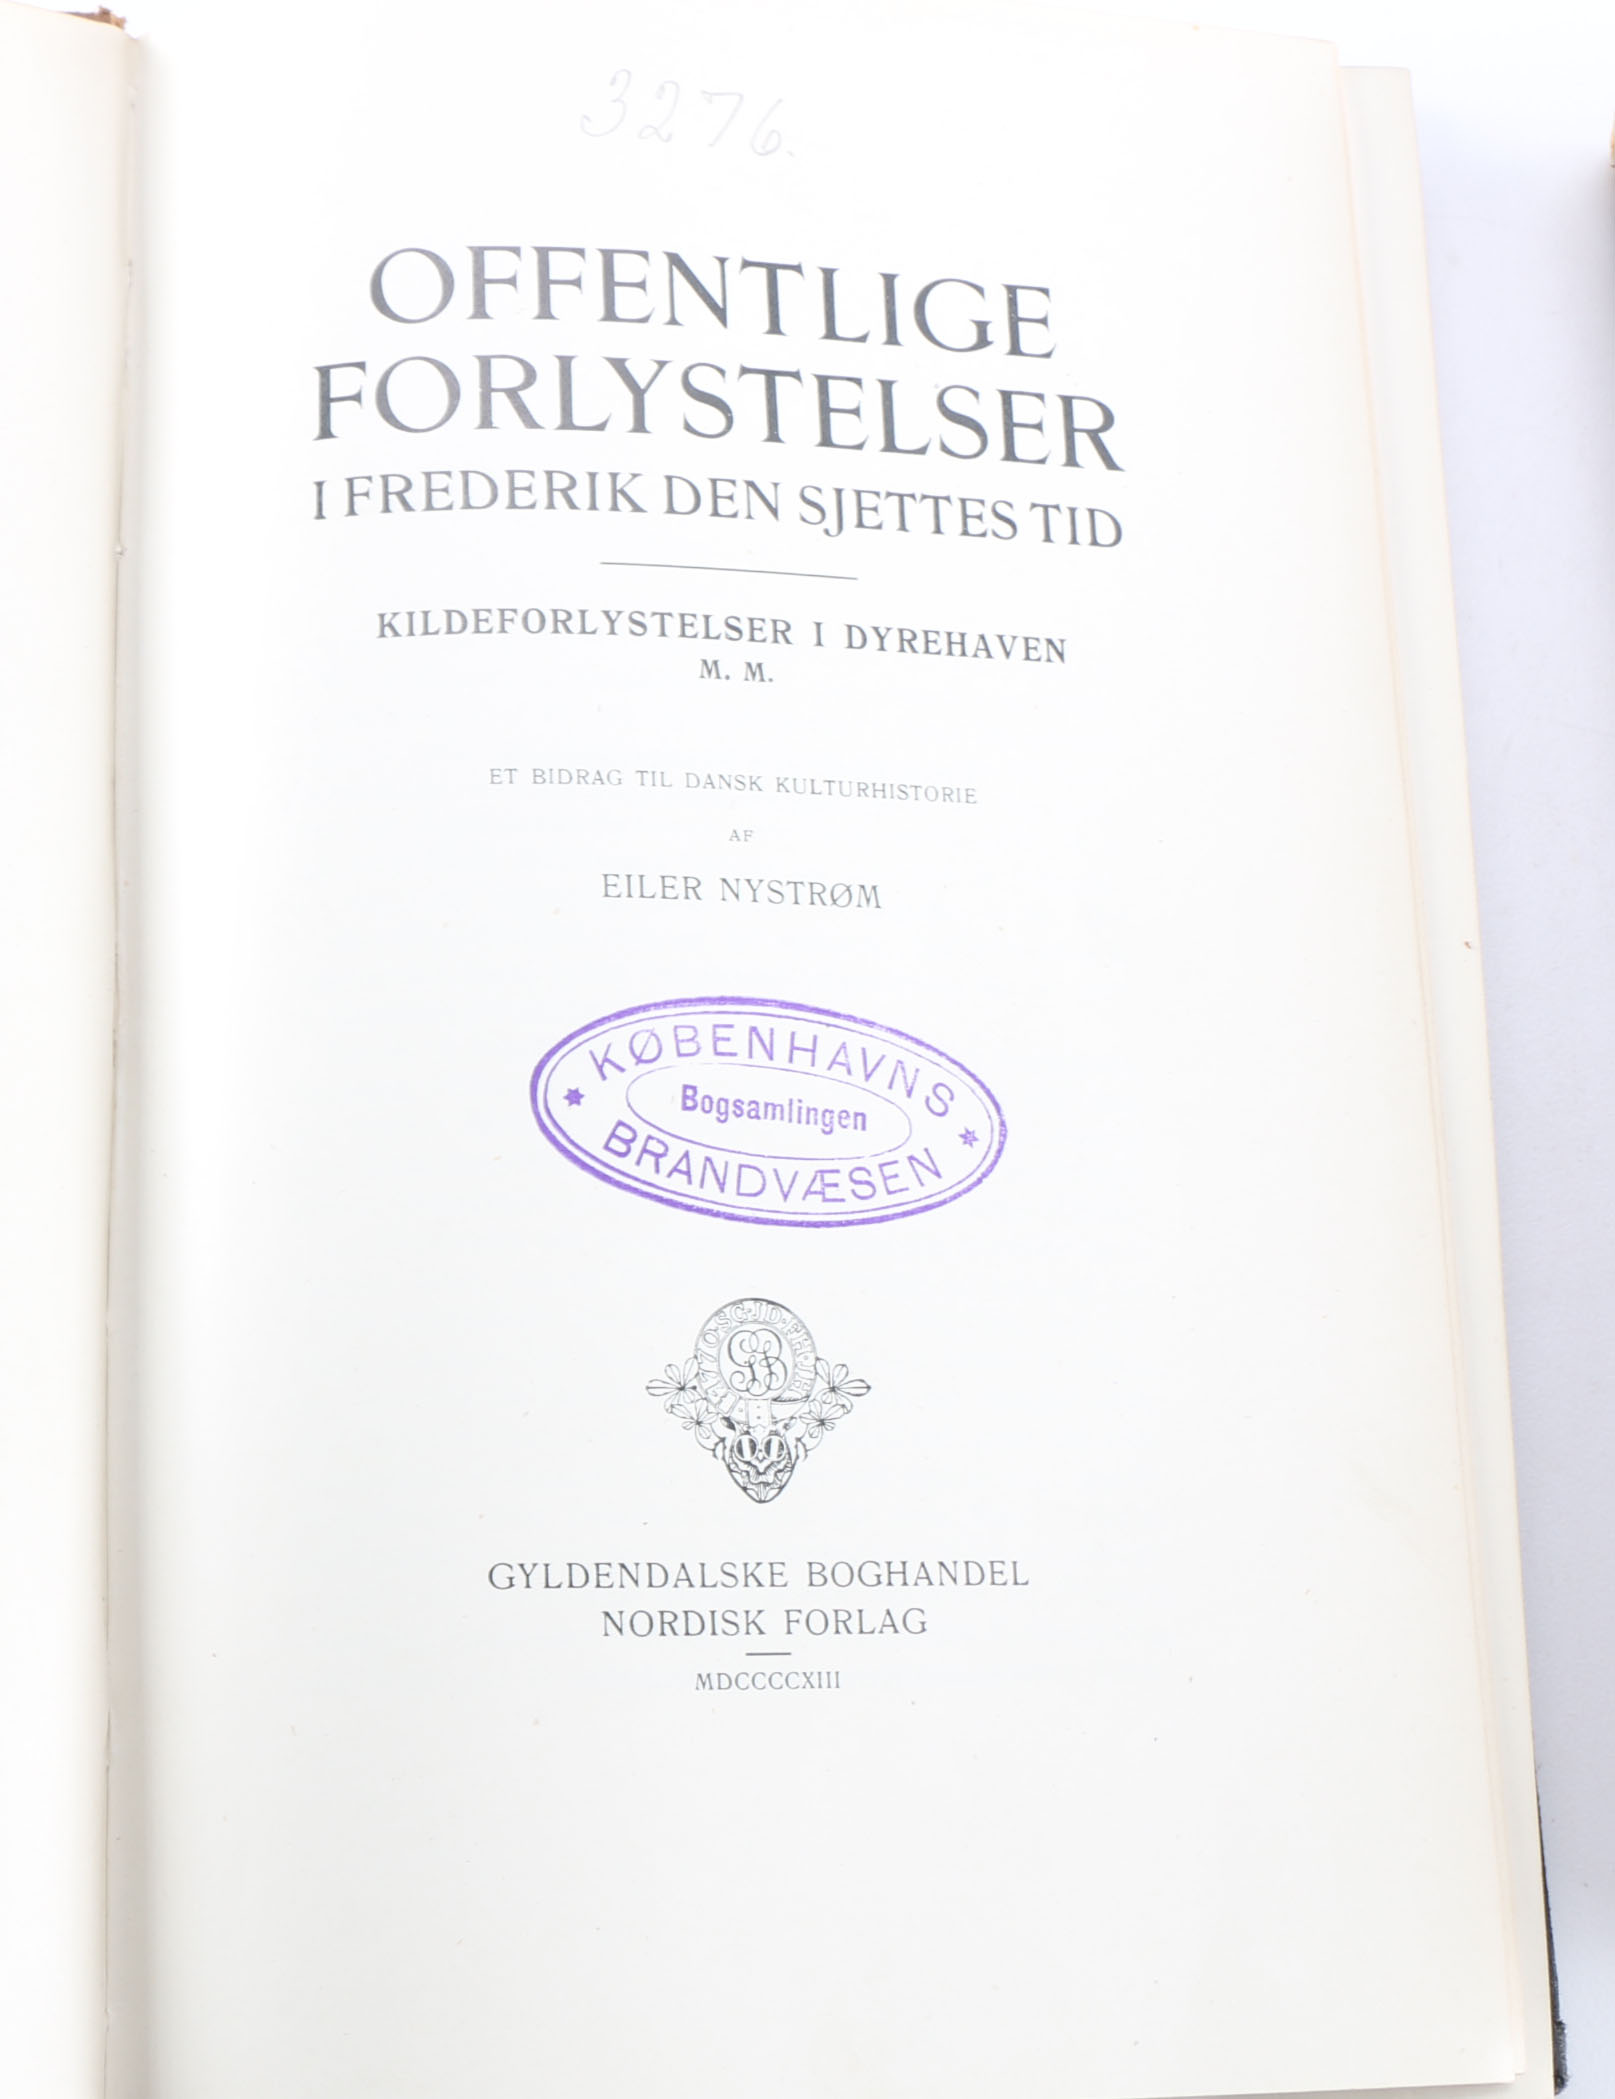 3276.
OFFENTLIGE
FORLYSTELSER
I FREDERIK DEN SJETTES TID
KILDEFORLYSTELSER I DYREHAVEN
M. M.
ET BIDRAG TIL DANSK KULTURHISTORIE
AF
EILER NYSTRØM
KØBENHAVNS
Bogsamlingen
BRANDVÆSEN
GYLDENDALSKE BOGHANDEL
NORDISK FORLAG
MDCCCCXIII